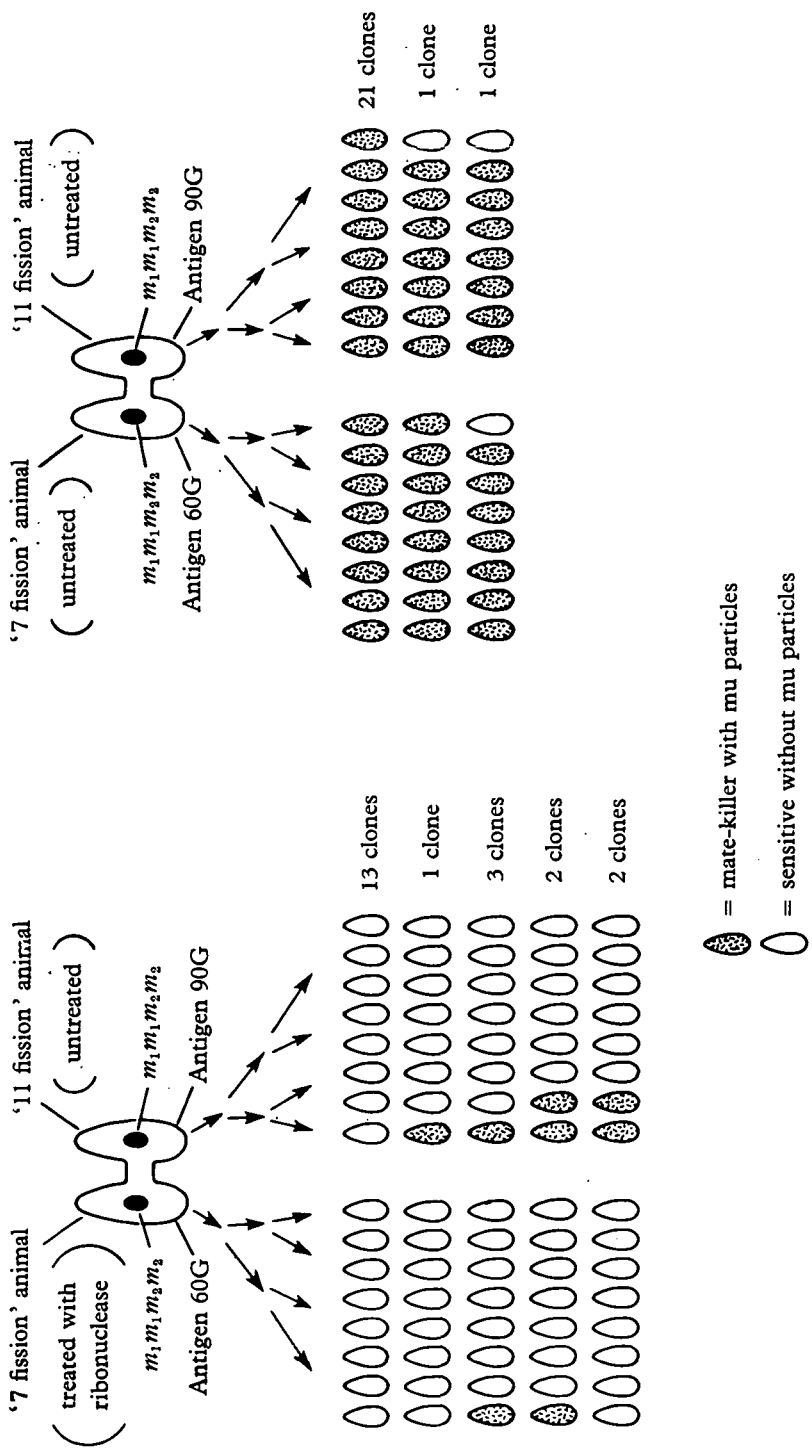 '7 fission' animal
(treated with
ribonuclease)
m₁m₁m₂m₂
Antigen 60G
'11 fission' animal
(untreated)
m₁m₁m₂m₂
Antigen 90G
13 clones
1 clone
3 clones
2 clones
2 clones
'7 fission' animal
(untreated)
m₁m₁m₂m₂
Antigen 60G
'11 fission' animal
(untreated)
m₁m₁m₂m₂
Antigen 90G
21 clones
1 clone
1 clone
= mate-killer with mu particles
= sensitive without mu particles